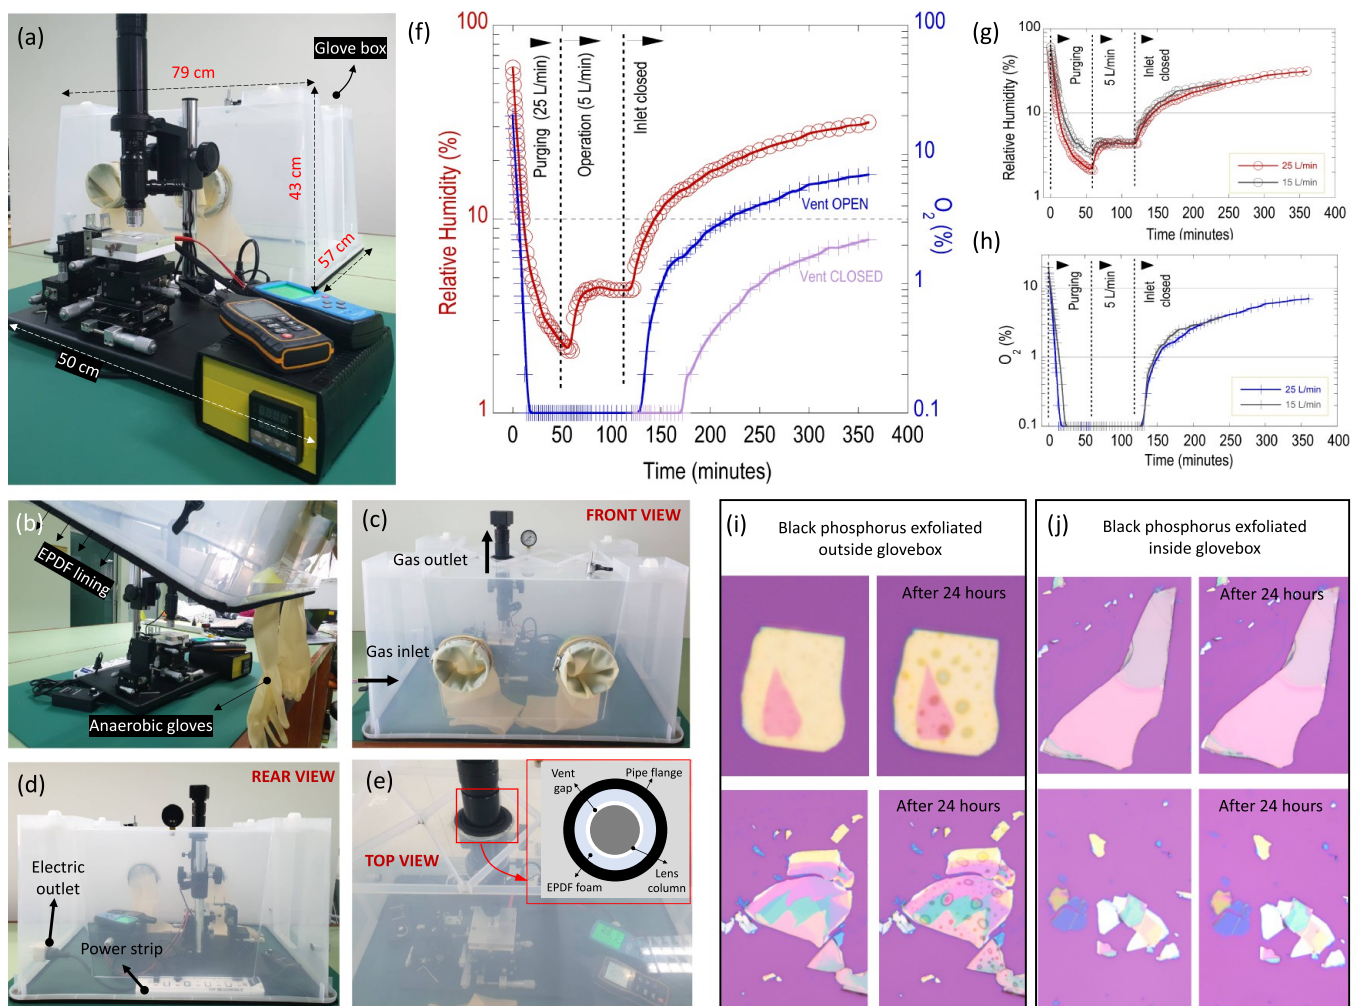 (a)
Glove box
79 cm
43 cm
57 cm
50 cm
(b)
EPDF lining
Anaerobic gloves
(c)
FRONT VIEW
Gas outlet
Gas inlet
(d)
REAR VIEW
Electric
outlet
Power strip
(e)
TOP VIEW
Vent
gap
Pipe flange
EPDF foam
Lens
column
(f)
100
10
1
Relative Humidity (%)
Purging (25 L/min)
Operation (5 L/min)
Inlet closed
Vent OPEN
Vent CLOSED
100
10
1
0.1
O2 (%)
0 50 100 150 200 250 300 350 400
Time (minutes)
(g)
100
10
1
Relative Humidity (%)
Purging
5 L/min
Inlet
closed
25 L/min
15 L/min
0 50 100 150 200 250 300 350 400
Time (minutes)
(h)
10
1
0.1
O2 (%)
Purging
5 L/min
Inlet
closed
25 L/min
15 L/min
0 50 100 150 200 250 300 350 400
Time (minutes)
(i)
Black phosphorus exfoliated
outside glovebox
After 24 hours
After 24 hours
(j)
Black phosphorus exfoliated
inside glovebox
After 24 hours
After 24 hours